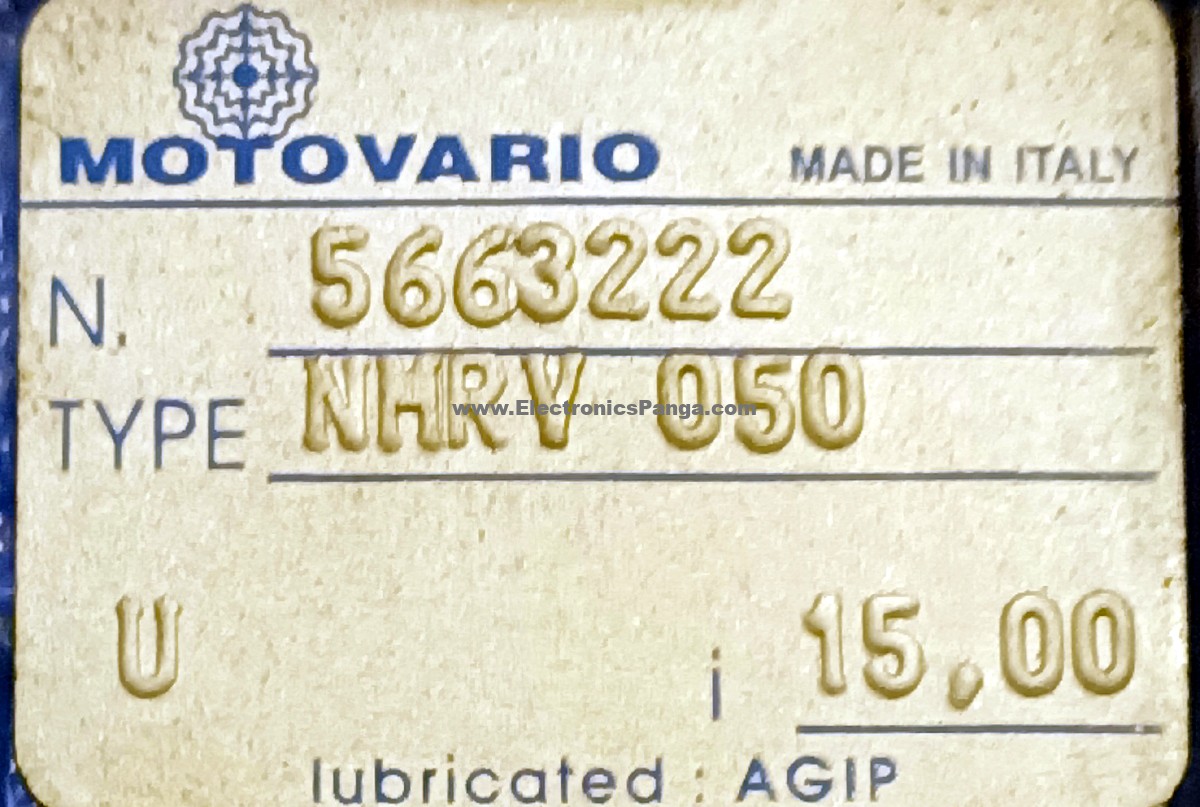 MOTOVARIO MADE IN ITALY
N. 5663222
TYPE NHRV 050
www.ElectronicsPanga.com
U i 15,00
lubricated : AGIP